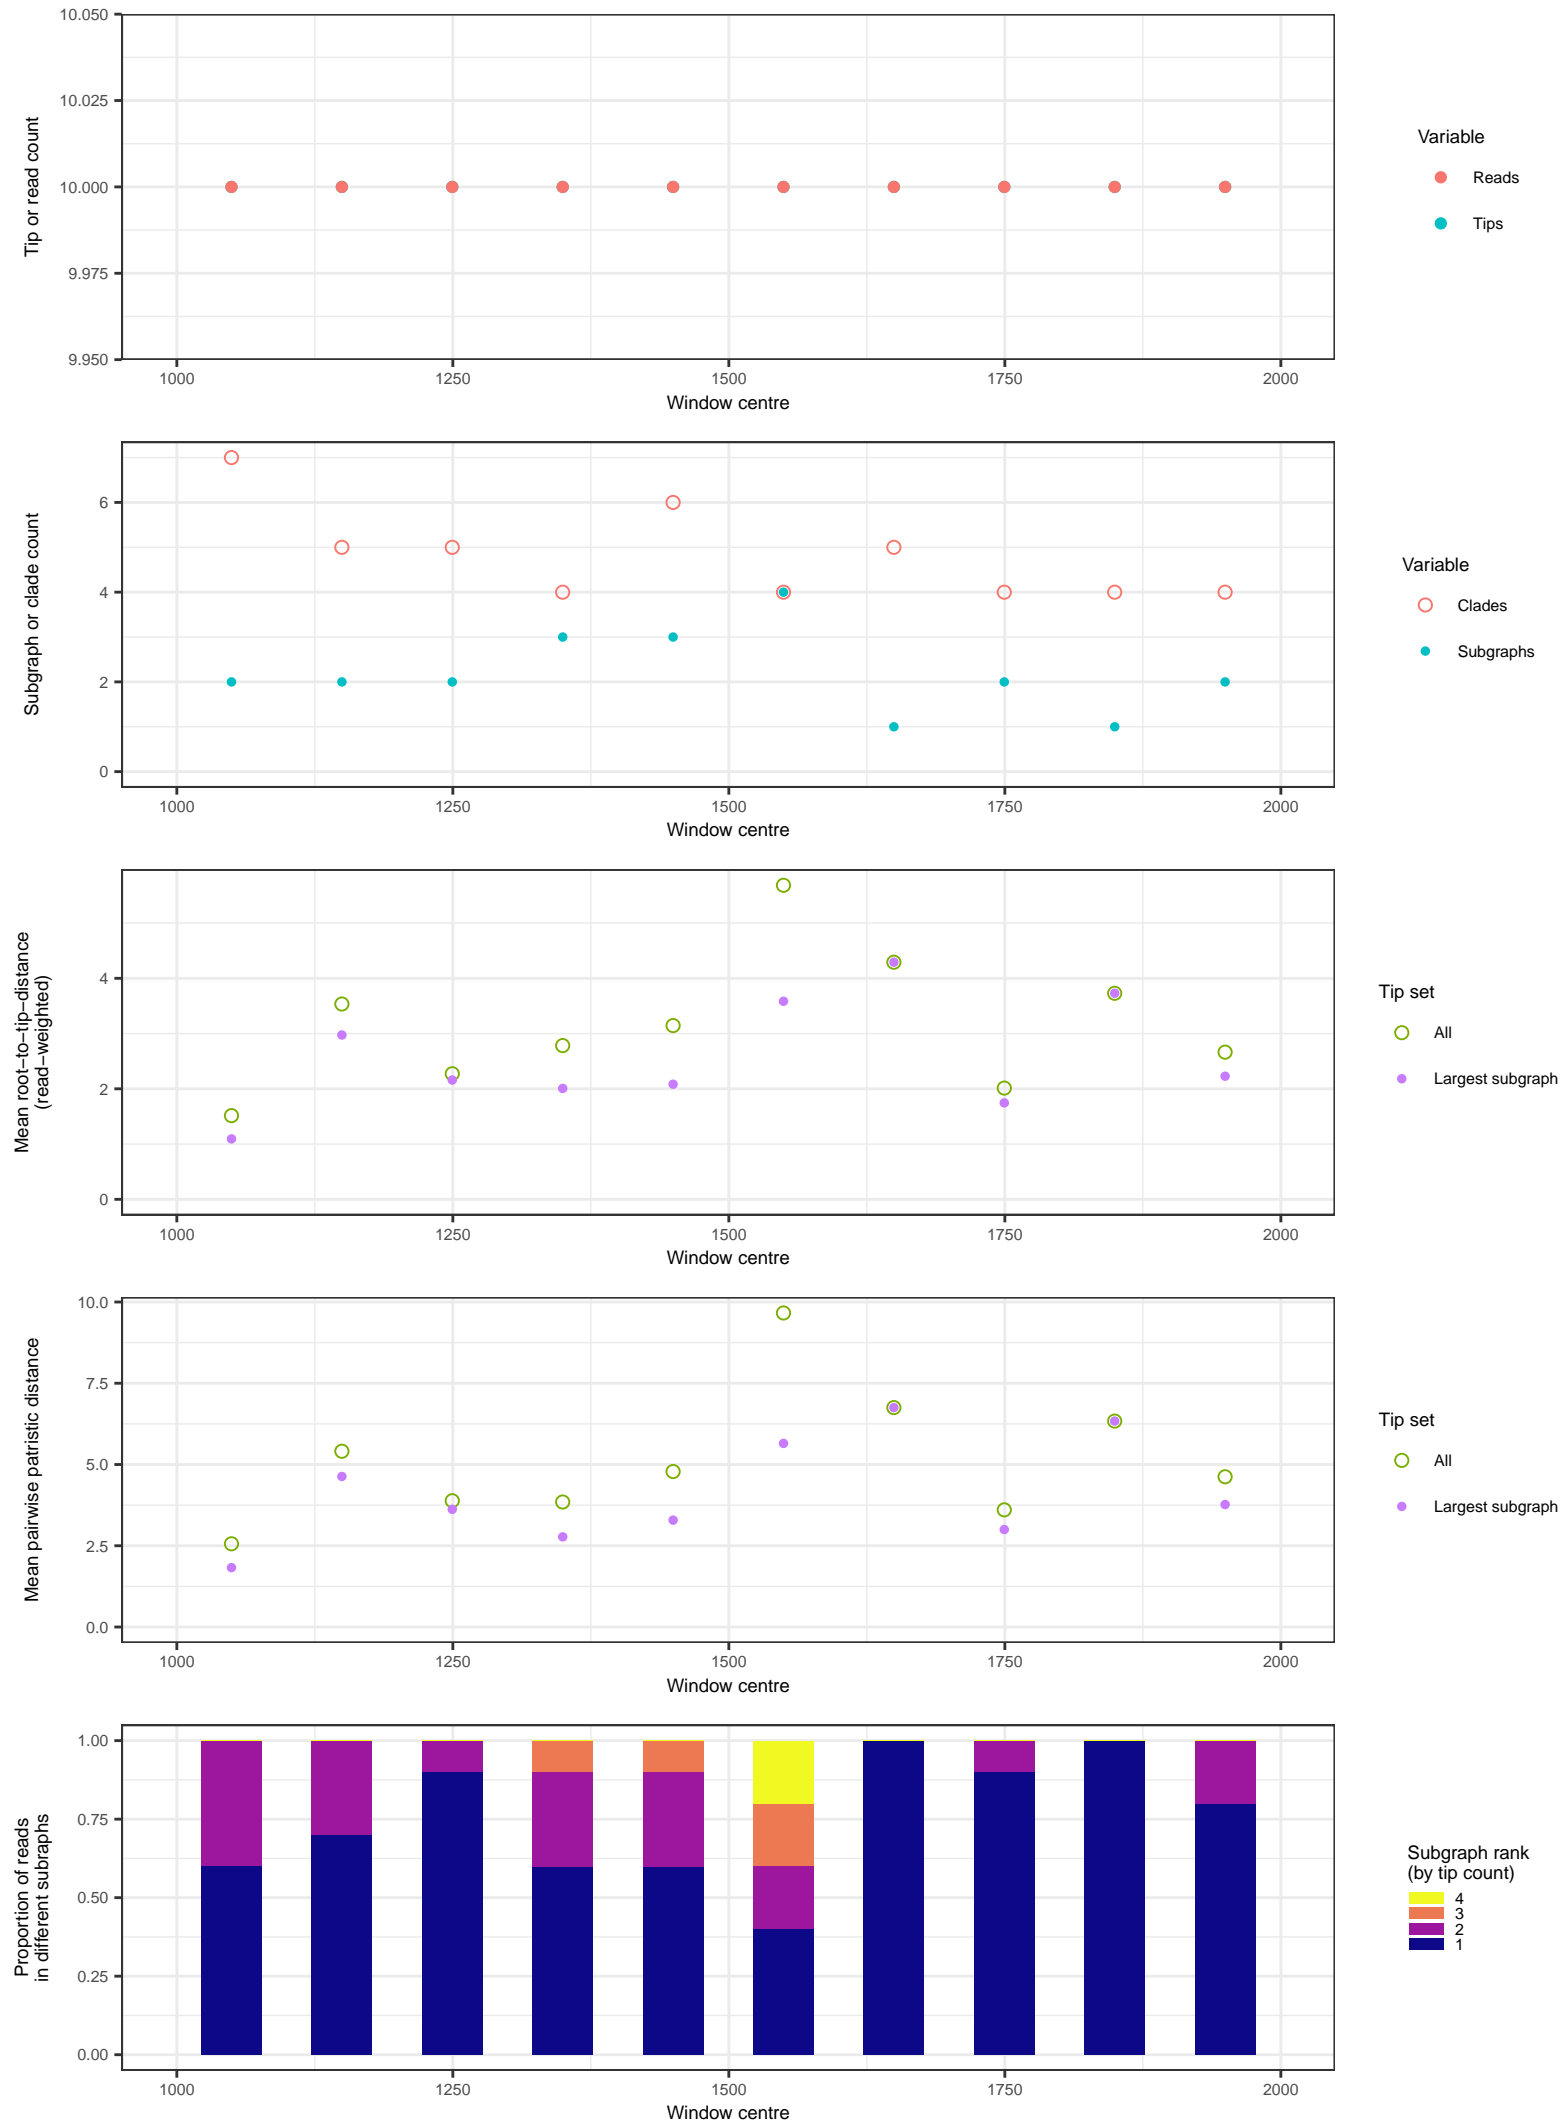 10.050
10.025
10.000
9.975
9.950
Tip or read count
1000 1250 1500 1750 2000
Window centre
Variable
Reads
Tips
6
4
2
0
Subgraph or clade count
1000 1250 1500 1750 2000
Window centre
Variable
Clades
Subgraphs
4
2
0
Mean root−to−tip−distance
(read−weighted)
1000 1250 1500 1750 2000
Window centre
Tip set
All
Largest subgraph
10.0
7.5
5.0
2.5
0.0
Mean pairwise patristic distance
1000 1250 1500 1750 2000
Window centre
Tip set
All
Largest subgraph
1.00
0.75
0.50
0.25
0.00
Proportion of reads
in different subraphs
1000 1250 1500 1750 2000
Window centre
Subgraph rank
(by tip count)
4
3
2
1